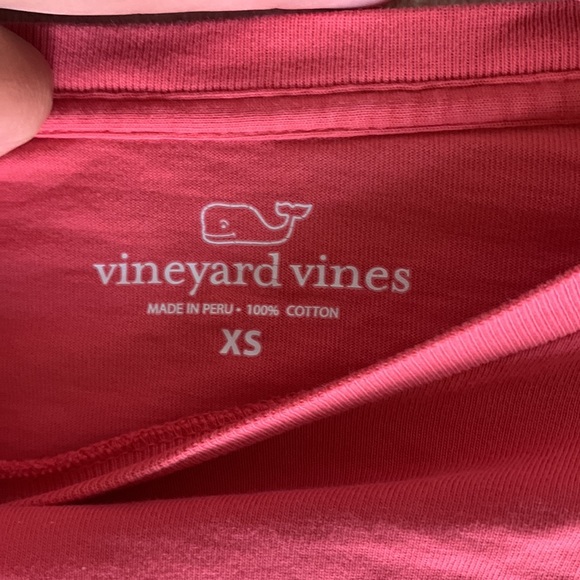 vineyard vines
MADE IN PERU • 100% COTTON
XS